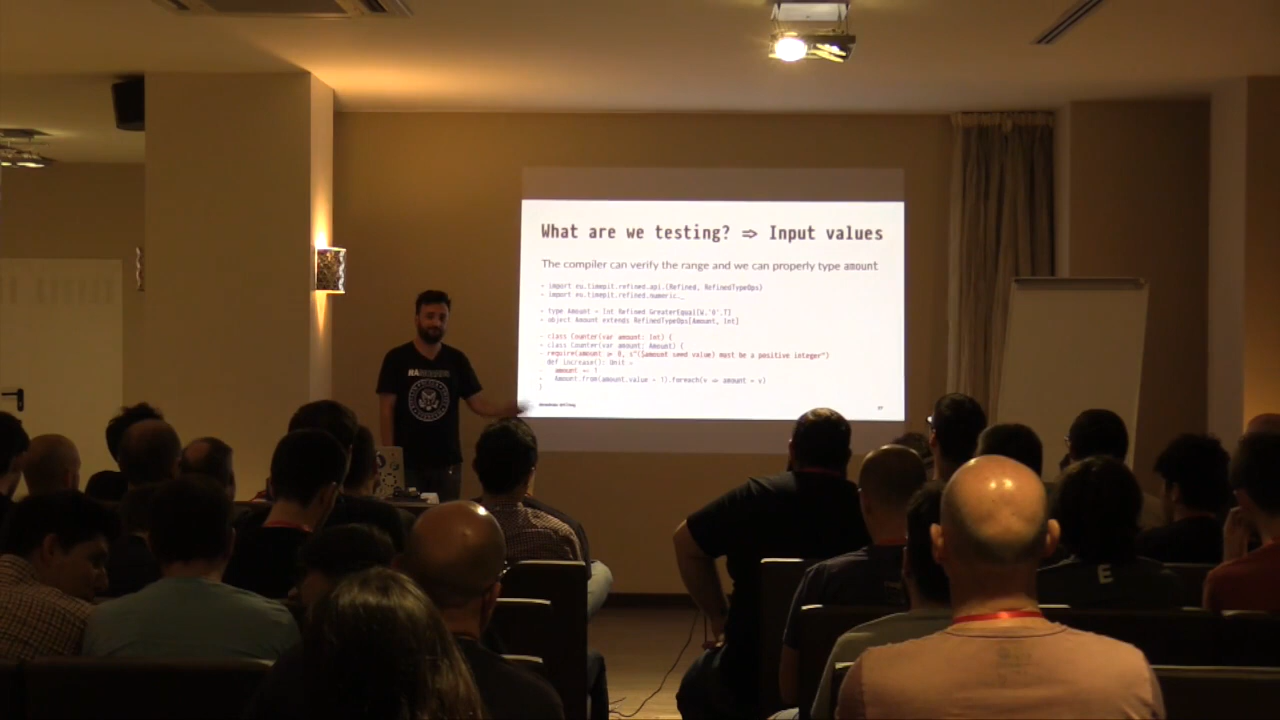 What are we testing? => Input values
The compiler can verify the range and we can properly type amount
+ import eu.timepit.refined.api.{Refined, RefinedTypeOps}
+ import eu.timepit.refined.numeric._
+ type Amount = Int Refined GreaterEqual[W.`0`.T]
+ object Amount extends RefinedTypeOps[Amount, Int]
- class Counter(var amount: Int) {
+ class Counter(var amount: Amount) {
- require(amount >= 0, s"($amount seed value) must be a positive integer")
def increase(): Unit =
- amount += 1
+ Amount.from(amount.value + 1).foreach(v => amount = v)
}
E